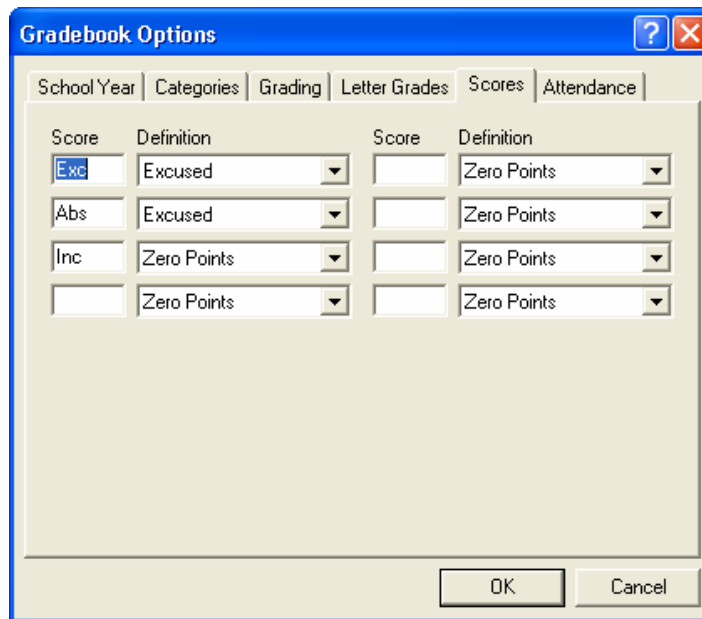 Gradebook Options
School Year Categories Grading Letter Grades Scores Attendance
Score Definition Score Definition
Exc Excused Zero Points
Abs Excused Zero Points
Inc Zero Points Zero Points
Zero Points Zero Points
OK Cancel